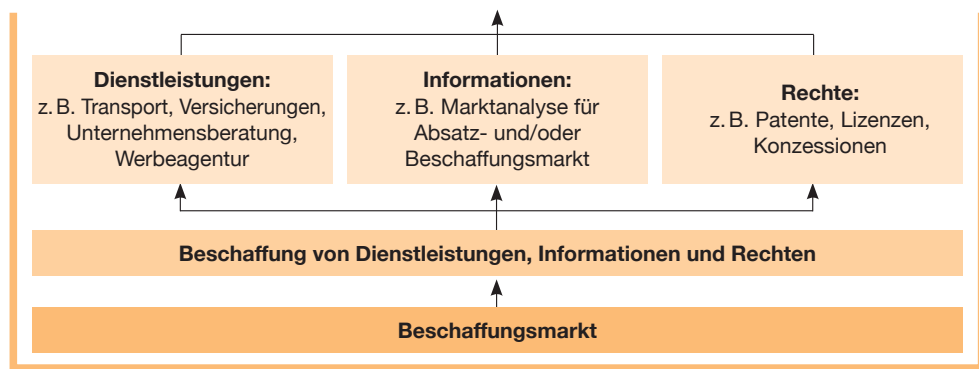 Dienstleistungen:
z. B. Transport, Versicherungen,
Unternehmensberatung,
Werbeagentur
Informationen:
z. B. Marktanalyse für
Absatz- und/oder
Beschaffungsmarkt
Rechte:
z. B. Patente, Lizenzen,
Konzessionen
Beschaffung von Dienstleistungen, Informationen und Rechten
Beschaffungsmarkt